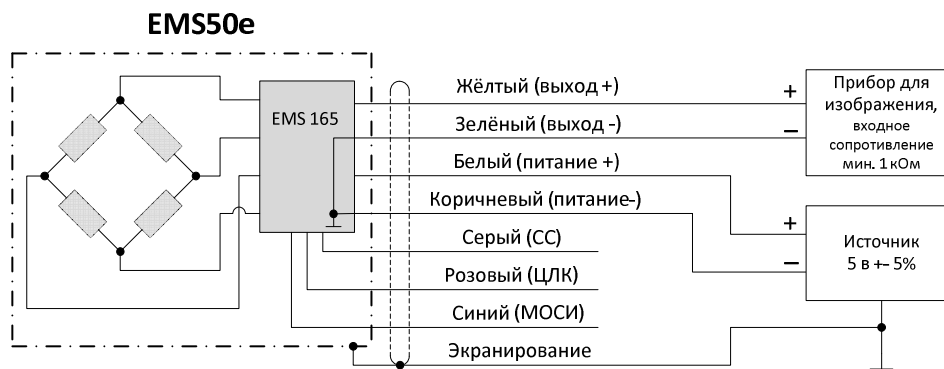 EMS50e
EMS 165
Жёлтый (выход +)
Зелёный (выход -)
Белый (питание +)
Коричневый (питание-)
Серый (СС)
Розовый (ЦЛК)
Синий (МОСИ)
Экранирование
+
−
Прибор для
изображения,
входное
сопротивление
мин. 1 кОм
+
−
Источник
5 в +- 5%